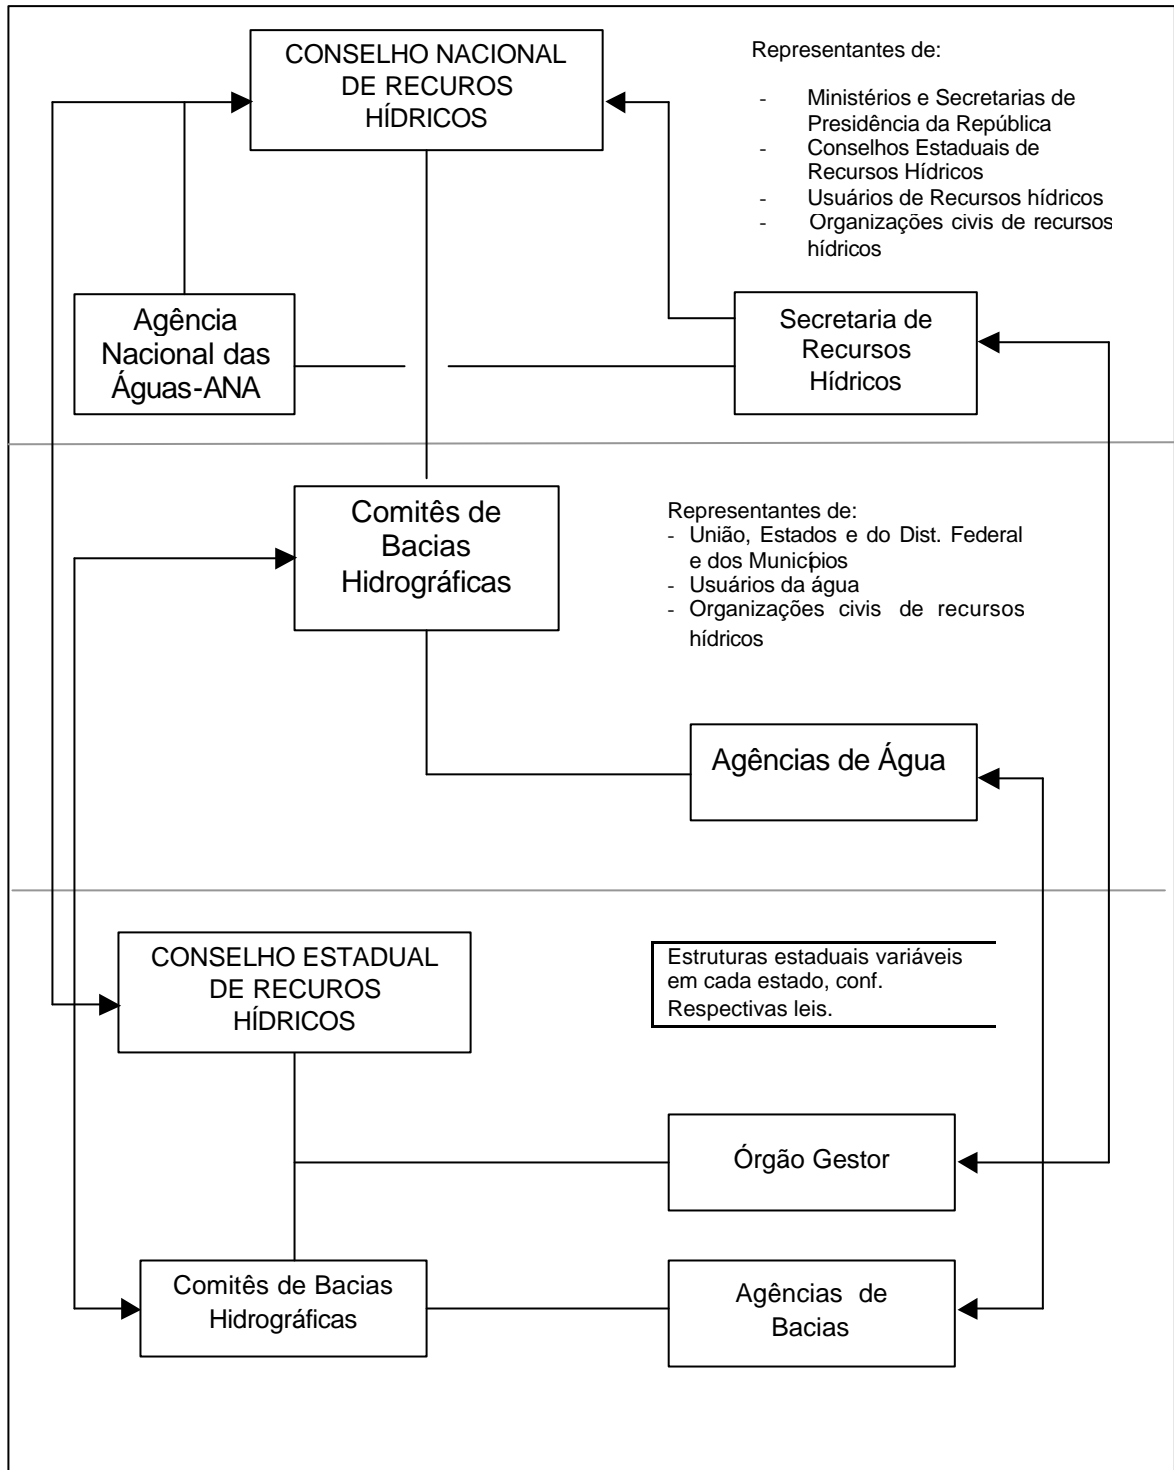 CONSELHO NACIONAL
DE RECUROS
HÍDRICOS
Representantes de:
- Ministérios e Secretarias de
Presidência da República
- Conselhos Estaduais de
Recursos Hídricos
- Usuários de Recursos hídricos
- Organizações civis de recursos
hídricos
Agência
Nacional das
Águas-ANA
Secretaria de
Recursos
Hídricos
Comitês de
Bacias
Hidrográficas
Representantes de:
- União, Estados e do Dist. Federal
e dos Municípios
- Usuários da água
- Organizações civis de recursos
hídricos
Agências de Água
CONSELHO ESTADUAL
DE RECUROS
HÍDRICOS
Estruturas estaduais variáveis
em cada estado, conf.
Respectivas leis.
Órgão Gestor
Comitês de Bacias
Hidrográficas
Agências de
Bacias